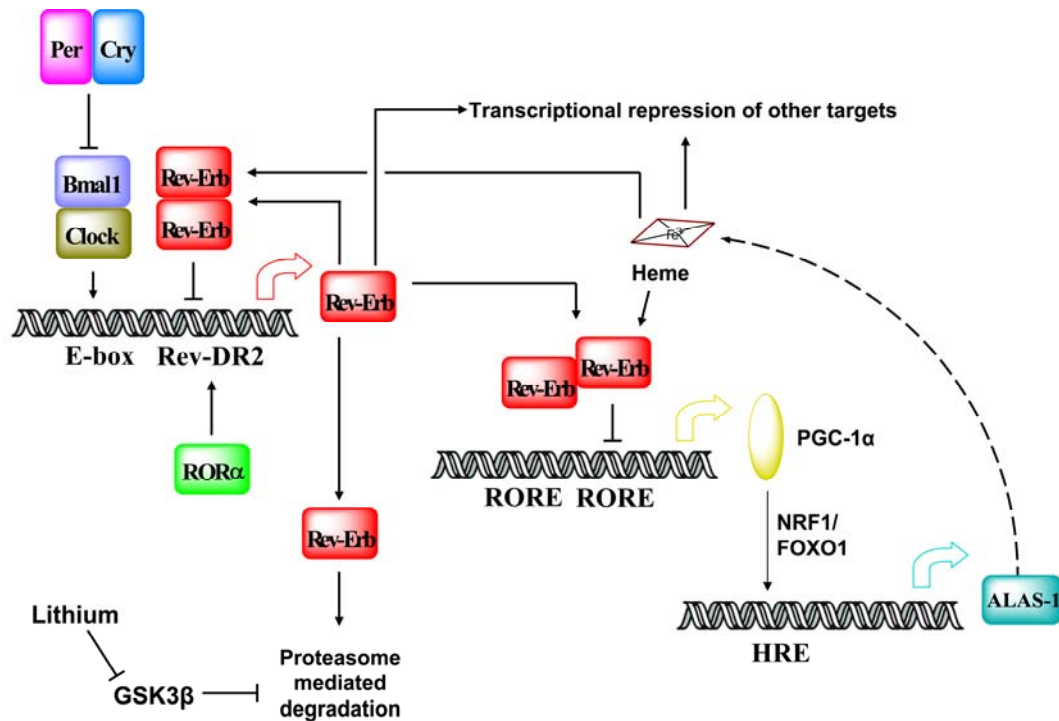 Per Cry
Transcriptional repression of other targets
Bmal1
Rev-Erb
Clock
Rev-Erb
Fe3+
Heme
Rev-Erb
E-box Rev-DR2
Rev-Erb
Rev-Erb
PGC-1α
RORα
RORE RORE
NRF1/
FOXO1
Rev-Erb
ALAS-1
Lithium
HRE
Proteasome
mediated
degradation
GSK3β